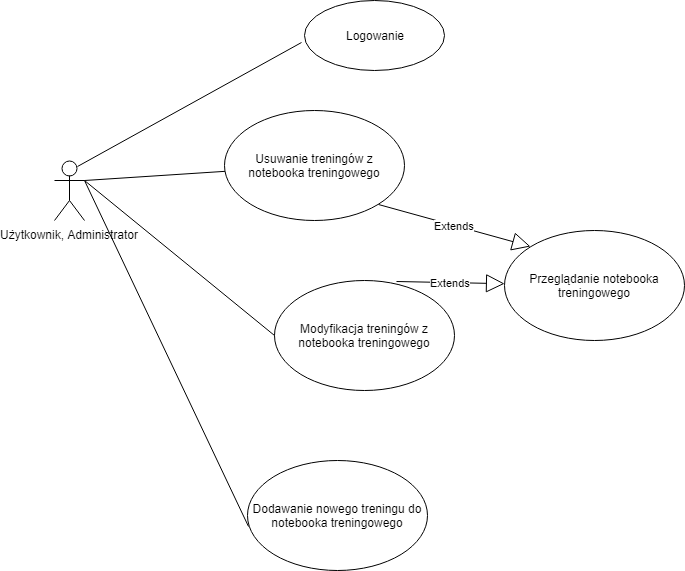 Logowanie
Usuwanie treningów z
notebooka treningowego
Użytkownik, Administrator
Extends
Przeglądanie notebooka
treningowego
Extends
Modyfikacja treningów z
notebooka treningowego
Dodawanie nowego treningu do
notebooka treningowego